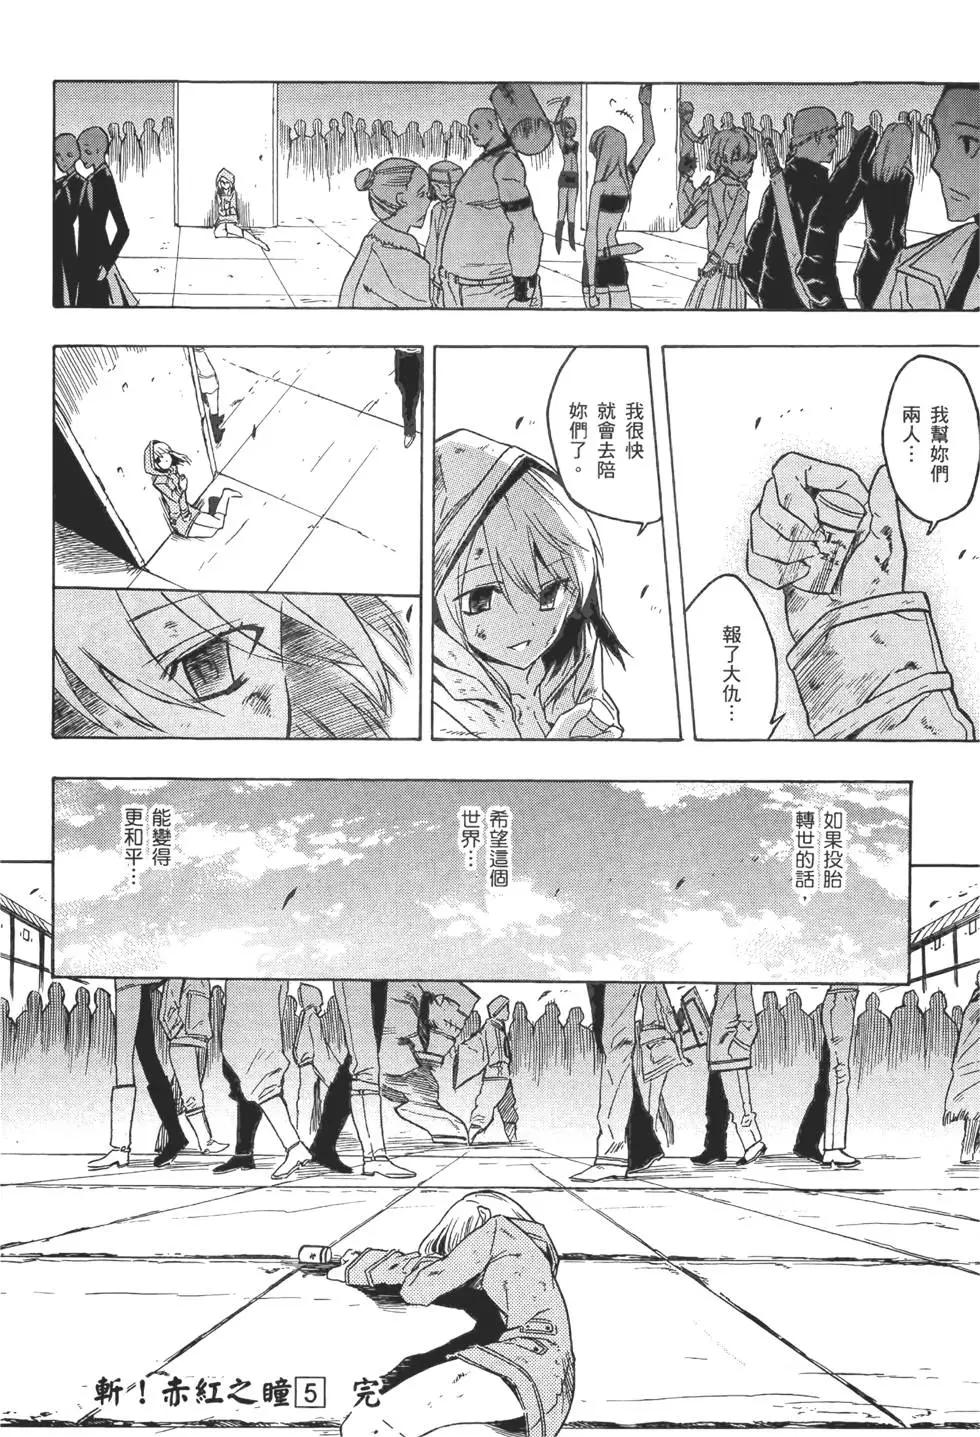 我幫妳們
兩人…
報了大仇…
我很快
就會去陪
妳們了。
如果投胎
轉世的話，
希望這個
世界…
能變得
更和平…
斬！赤紅之瞳 5 完